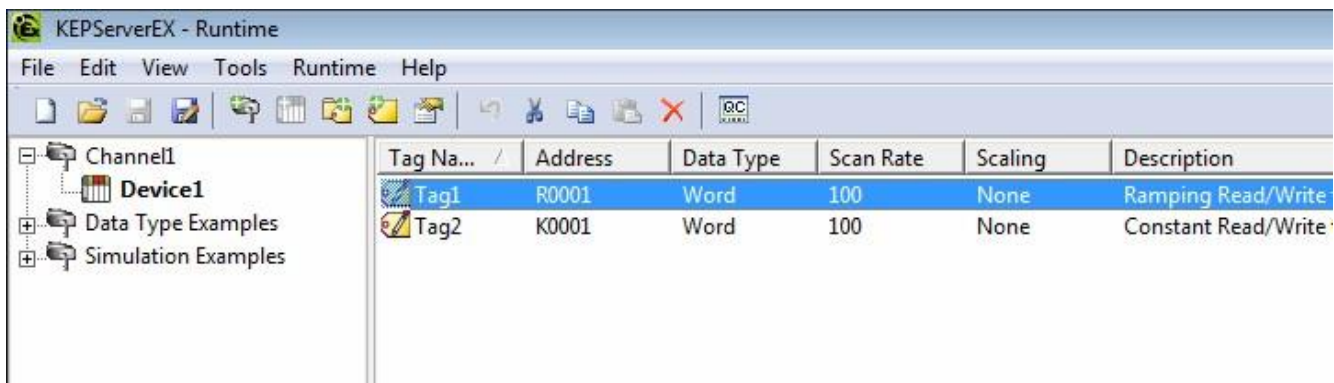 KEPServerEX - Runtime
File Edit View Tools Runtime Help
QC
Channel1
Device1
Data Type Examples
Simulation Examples
Tag Na... Address Data Type Scan Rate Scaling Description
Tag1 R0001 Word 100 None Ramping Read/Write
Tag2 K0001 Word 100 None Constant Read/Write